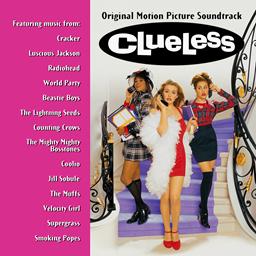 Featuring music from:
Cracker
Luscious Jackson
Radiohead
World Party
Beastie Boys
The Lightning Seeds
Counting Crows
The Mighty Mighty
Bosstones
Coolio
Jill Sobule
The Muffs
Velocity Girl
Supergrass
Smoking Popes
Original Motion Picture Soundtrack
CLUELESS